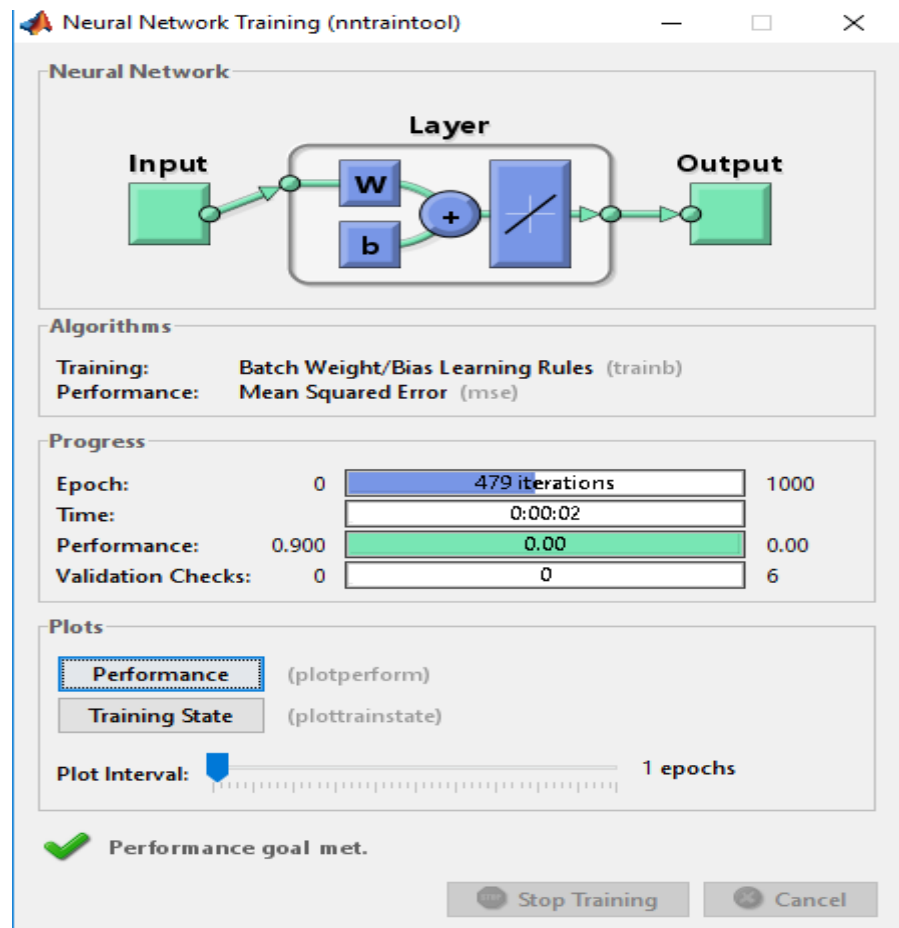 Neural Network Training (nntraintool)
Neural Network
Layer
Input
Output
W
b
+
Algorithms
Training: Batch Weight/Bias Learning Rules (trainb)
Performance: Mean Squared Error (mse)
Progress
Epoch: 0 479 iterations 1000
Time: 0:00:02
Performance: 0.900 0.00 0.00
Validation Checks: 0 0 6
Plots
Performance (plotperform)
Training State (plottrainstate)
Plot Interval: 1 epochs
Performance goal met.
STOP Stop Training Cancel